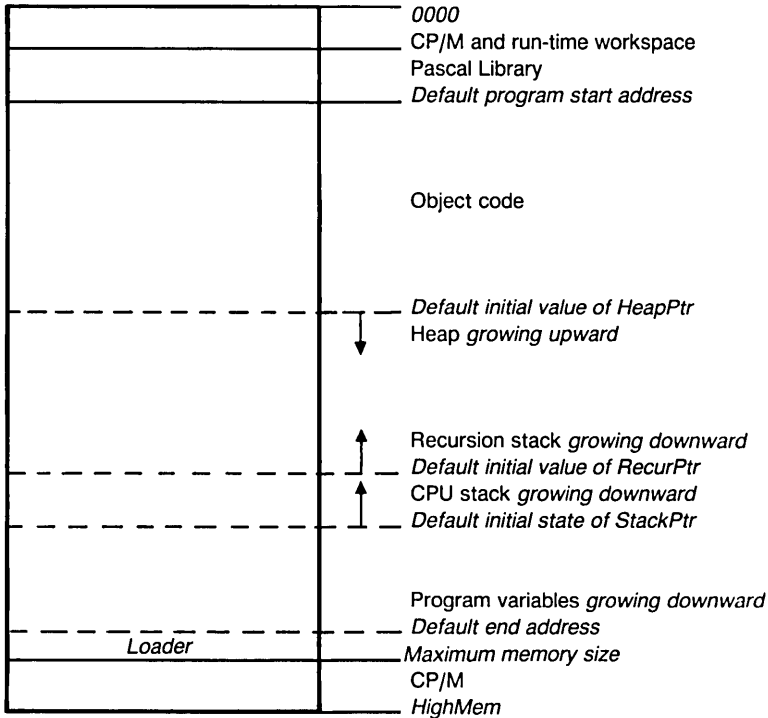 0000
CP/M and run-time workspace
Pascal Library
Default program start address
Object code
Default initial value of HeapPtr
Heap growing upward
Recursion stack growing downward
Default initial value of RecurPtr
CPU stack growing downward
Default initial state of StackPtr
Program variables growing downward
Default end address
Loader
Maximum memory size
CP/M
HighMem